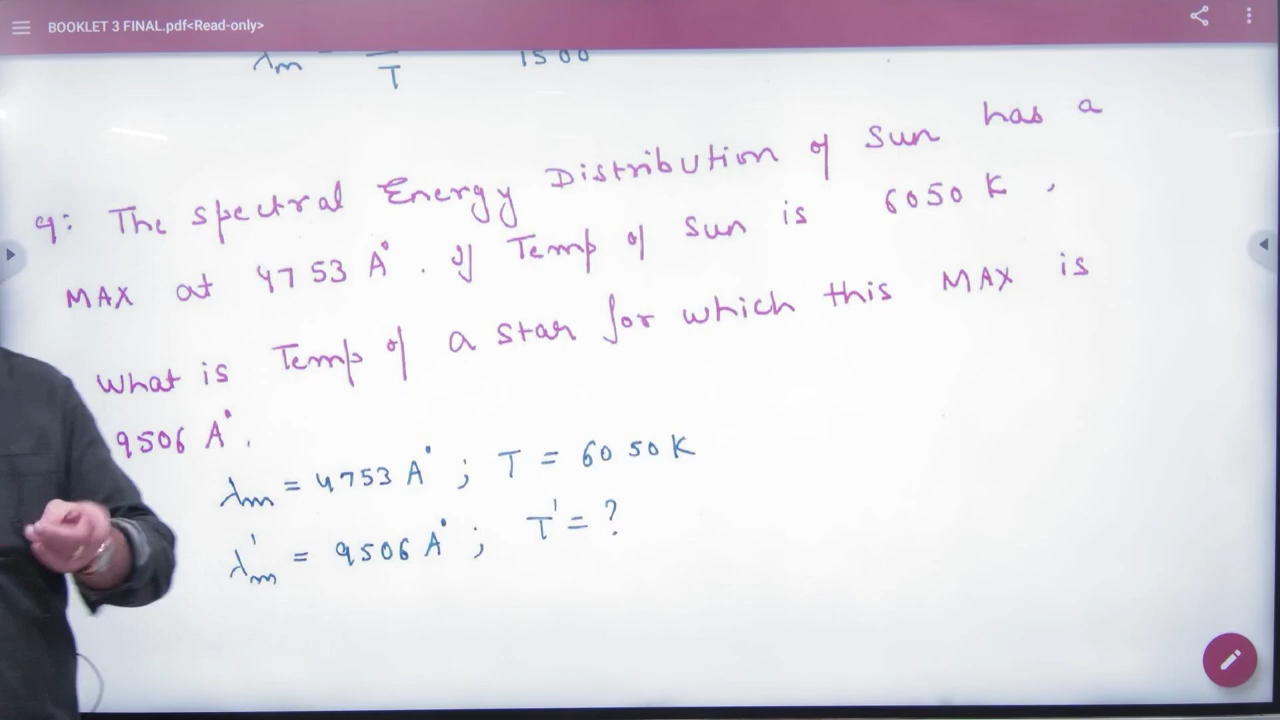 BOOKLET 3 FINAL.pdf<Read-only>
λm T 1500
q: The spectral Energy Distribution of Sun has a
MAX at 4753 A°. If Temp of Sun is 6050 K,
What is Temp of a star for which this MAX is
9506 A°.
λm = 4753 A° ; T = 6050 K
λ'm = 9506 A° ; T' = ?